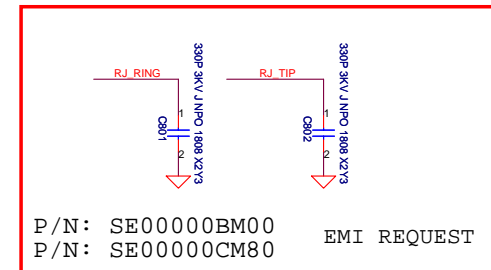 RJ_RING
1
C801
2
330P 3KV J NPO 1808 X2Y3
RJ_TIP
1
C802
2
330P 3KV J NPO 1808 X2Y3
P/N: SE00000BM00
P/N: SE00000CM80
EMI REQUEST